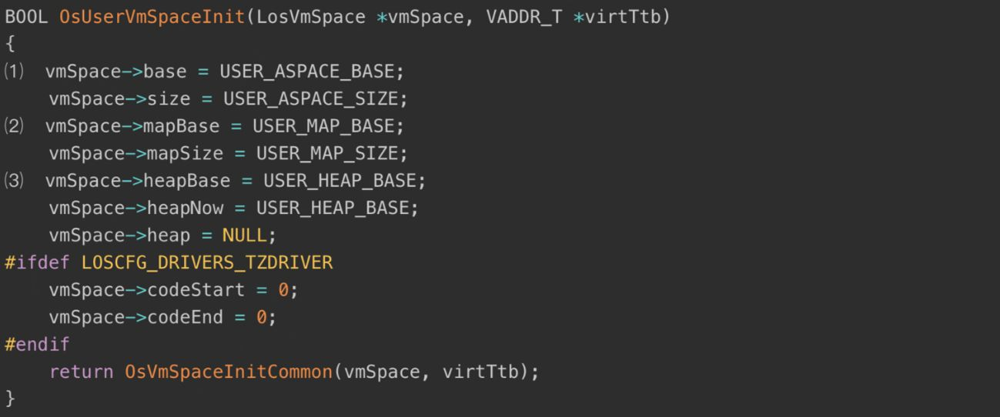 BOOL OsUserVmSpaceInit(LosVmSpace *vmSpace, VADDR_T *virtTtb)
{
⑴  vmSpace->base = USER_ASPACE_BASE;
    vmSpace->size = USER_ASPACE_SIZE;
⑵  vmSpace->mapBase = USER_MAP_BASE;
    vmSpace->mapSize = USER_MAP_SIZE;
⑶  vmSpace->heapBase = USER_HEAP_BASE;
    vmSpace->heapNow = USER_HEAP_BASE;
    vmSpace->heap = NULL;
#ifdef LOSCFG_DRIVERS_TZDRIVER
    vmSpace->codeStart = 0;
    vmSpace->codeEnd = 0;
#endif
    return OsVmSpaceInitCommon(vmSpace, virtTtb);
}